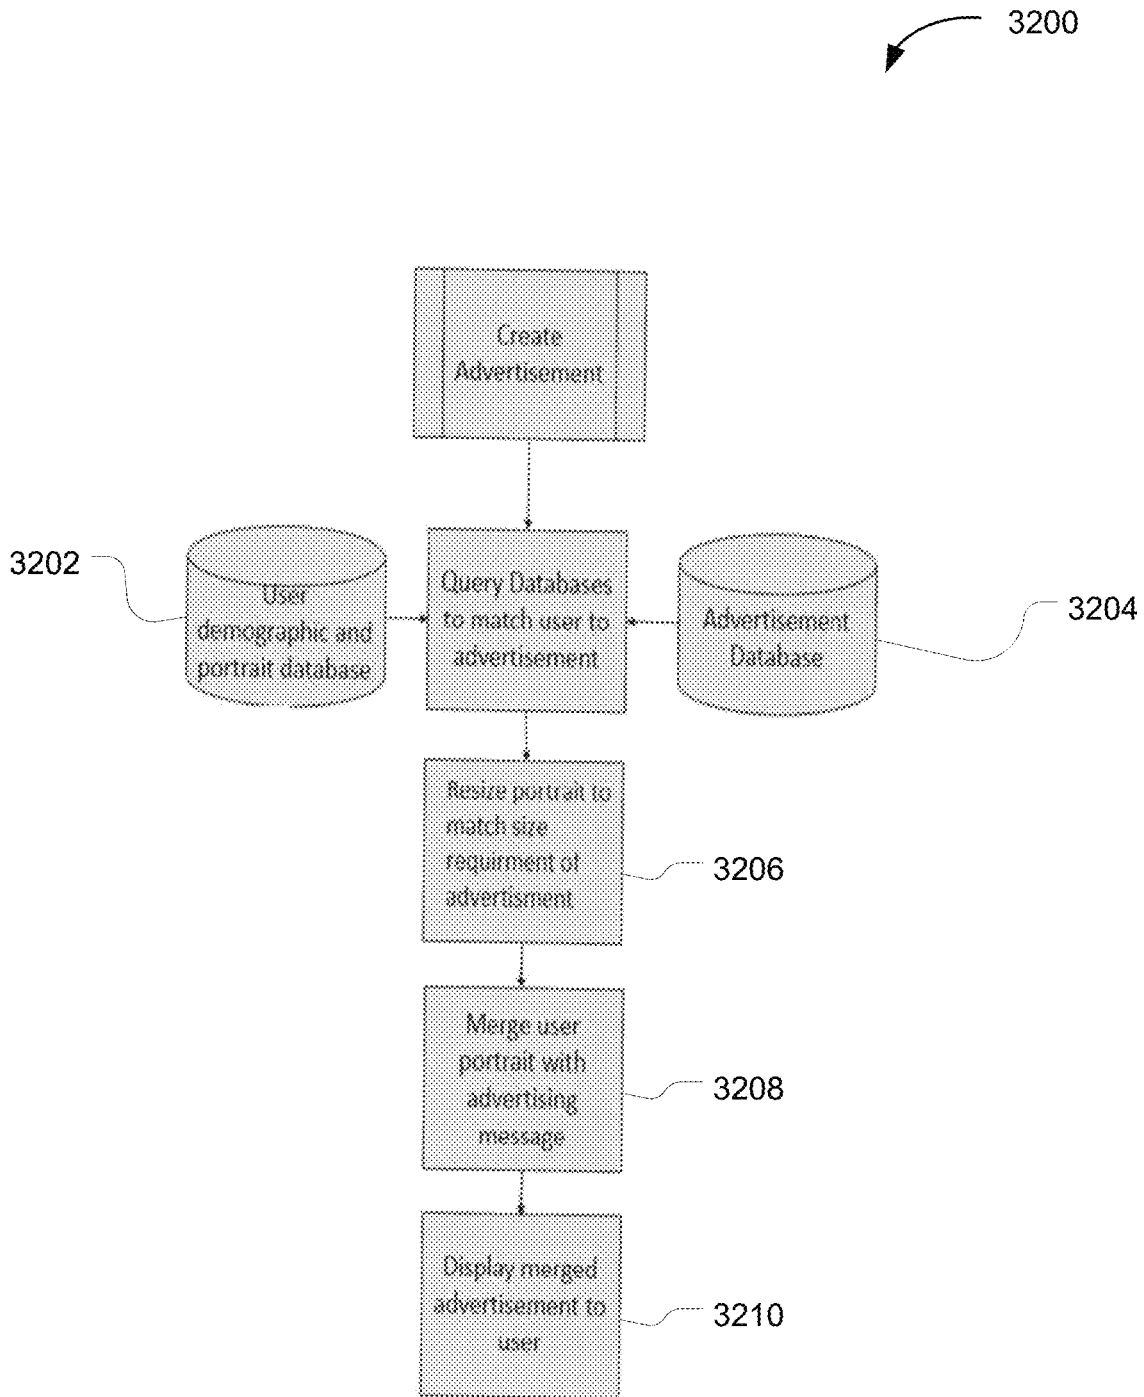 3200
Create
Advertisement
3202
User
demographic and
portrait database
Query Databases
to match user to
advertisement
Advertisement
Database
3204
Resize portrait to
match size
requirment of
advertisment
3206
Merge user
portrait with
advertising
message
3208
Display merged
advertisement to
user
3210